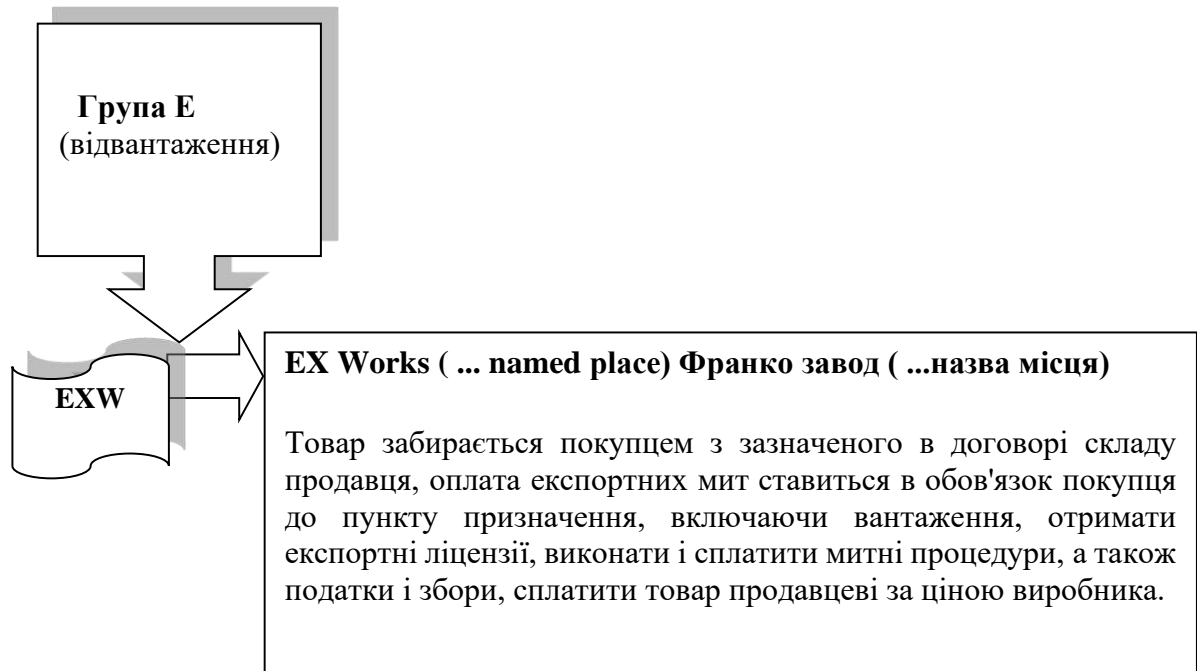 Група E
(відвантаження)
EXW
EX Works ( ... named place) Франко завод ( ...назва місця)
Товар забирається покупцем з зазначеного в договорі складу
продавця, оплата експортних мит ставиться в обов'язок покупця
до пункту призначення, включаючи вантаження, отримати
експортні ліцензії, виконати і сплатити митні процедури, а також
податки і збори, сплатити товар продавцеві за ціною виробника.